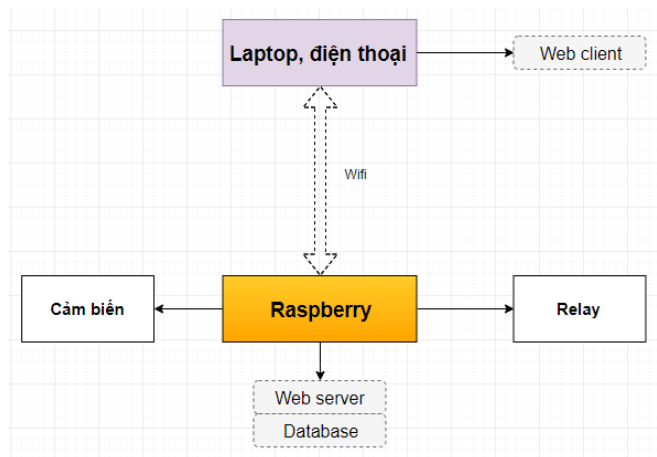 Laptop, điện thoại
Web client
Wifi
Cảm biến
Raspberry
Relay
Web server
Database